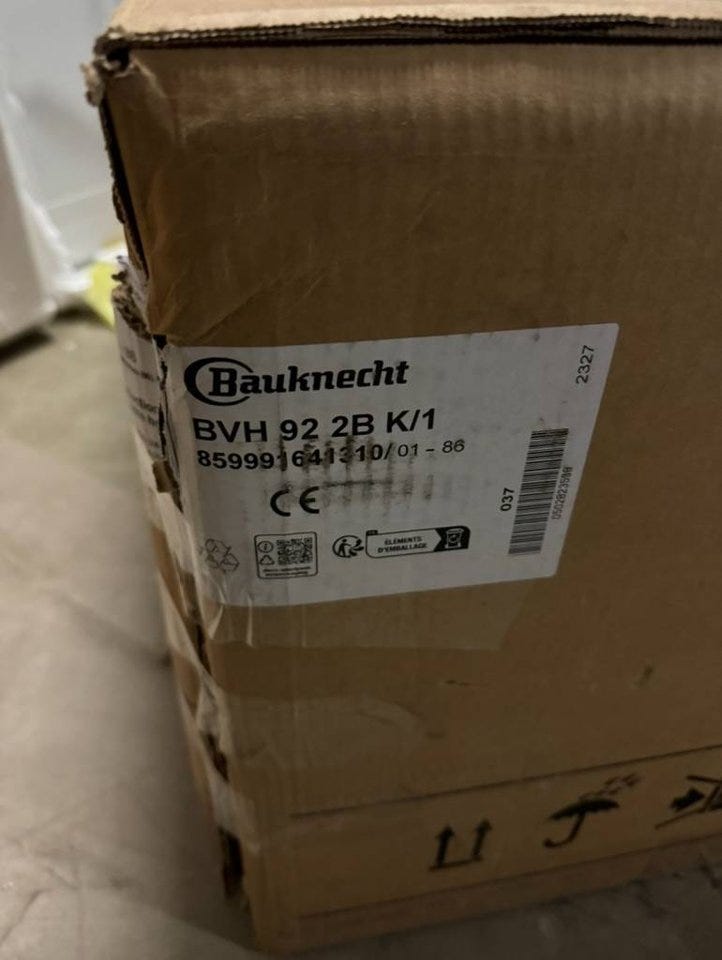 Bauknecht
2327
BVH 92 2B K/1
859991641310/ 01 - 86
CE
037
ÉLÉMENTS
D'EMBALLAGE